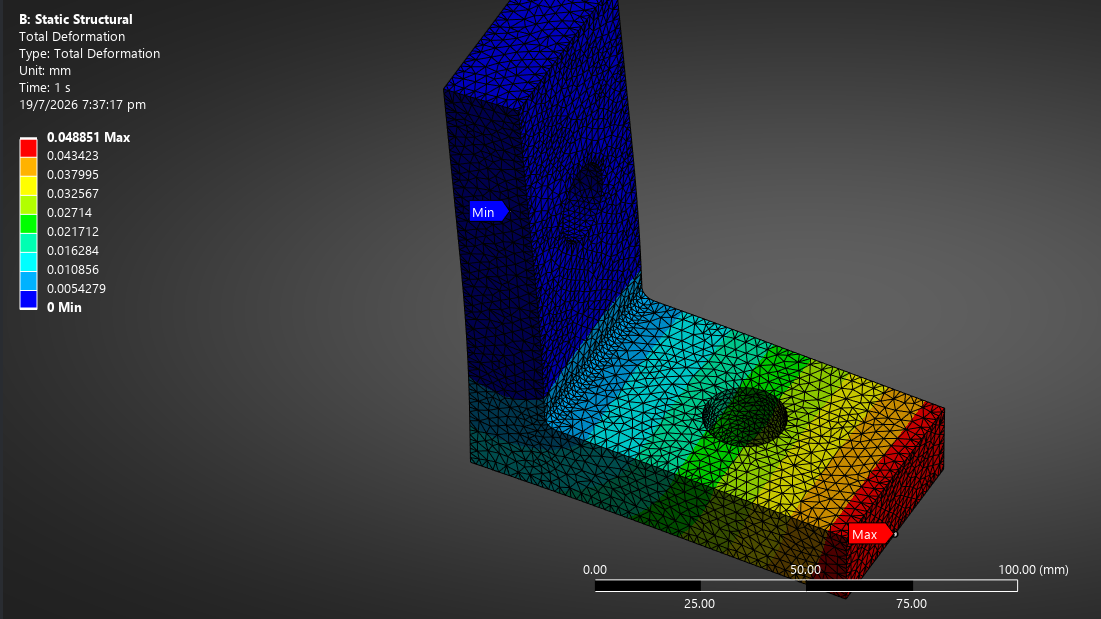 B: Static Structural
Total Deformation
Type: Total Deformation
Unit: mm
Time: 1 s
19/7/2026 7:37:17 pm
0.048851 Max
0.043423
0.037995
0.032567
0.02714
0.021712
0.016284
0.010856
0.0054279
0 Min
Min
Max
0.00 50.00 100.00 (mm)
25.00 75.00